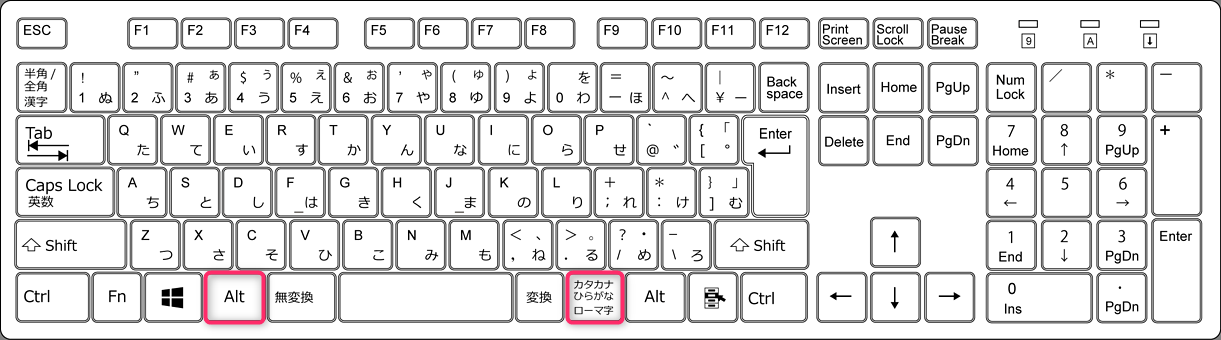 ESC F1 F2 F3 F4 F5 F6 F7 F8 F9 F10 F11 F12 Print Screen Scroll Lock Pause Break 9 A ⬇
半角/全角 漢字 ! 1 ぬ " 2 ふ # ぁ 3 あ $ ぅ 4 う % ぇ 5 え & ぉ 6 お ' ゃ 7 や ( ゅ 8 ゆ ) ょ 9 よ を 0 わ = - ほ ~ ^ へ | ¥ ー Back space Insert Home PgUp Num Lock / * -
Tab Q た W て E い R す T か Y ん U な I に O ら P せ ` @ ゛ { 「 [ ゜ Enter Delete End PgDn 7 Home 8 ↑ 9 PgUp +
Caps Lock 英数 A ち S と D し F _は G き H く J _ま K の L り + ; れ * : け } 」 ] む 4 ← 5 6 →
⇧ Shift Z つ X さ C そ V ひ B こ N み M も < 、 , ね > 。 . る ? ・ / め _ \ ろ ⇧ Shift ↑ 1 End 2 ↓ 3 PgDn Enter
Ctrl Fn Alt 無変換 変換 カタカナ ひらがな ローマ字 Alt Ctrl ← ↓ → 0 Ins . PgDn